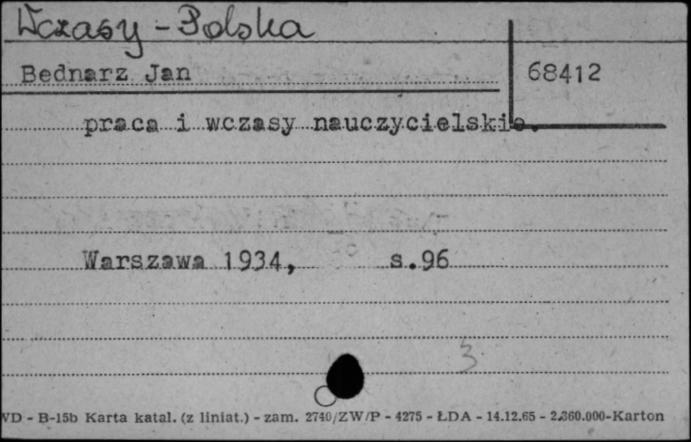 Wczasy - Polska
Bednarz Jan 68412
praca i wczasy nauczycielskie.
Warszawa 1934, s.96
3
WD - B-15b Karta katal. (z liniat.) - zam. 2740/ZW/P - 4275 - ŁDA - 14.12.65 - 2.360.000-Karton